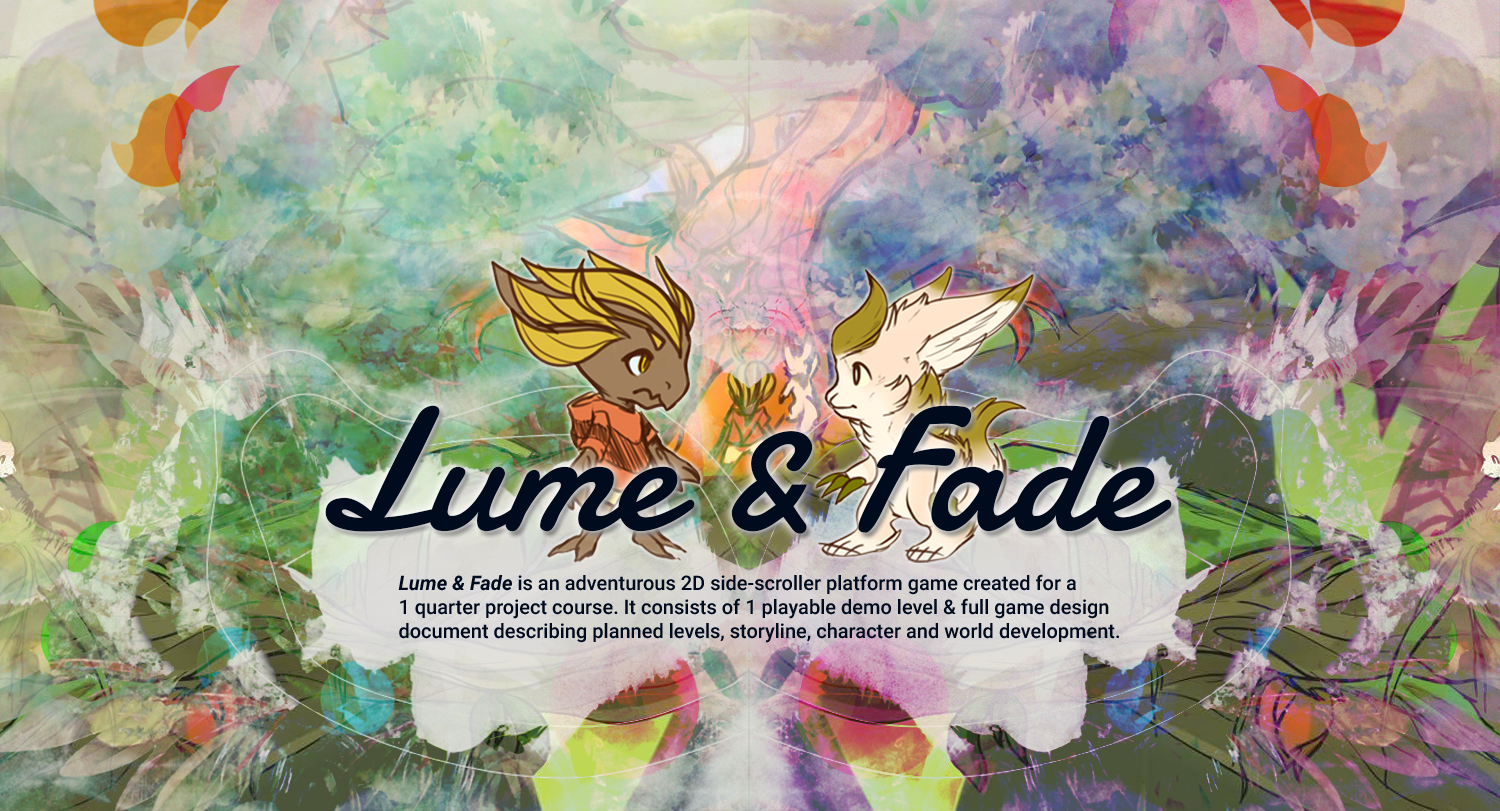 Lume & Fade
Lume & Fade is an adventurous 2D side-scroller platform game created for a
1 quarter project course. It consists of 1 playable demo level & full game design
document describing planned levels, storyline, character and world development.